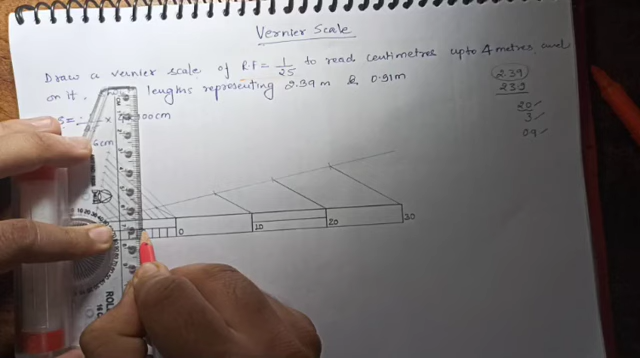 Vernier Scale
Draw a vernier scale of RF = 1/25 to read centimetres upto 4 metres and
on it, lengths representing 2.39 m & 0.91m
2.39
239
20
3
09
0 10 20 30